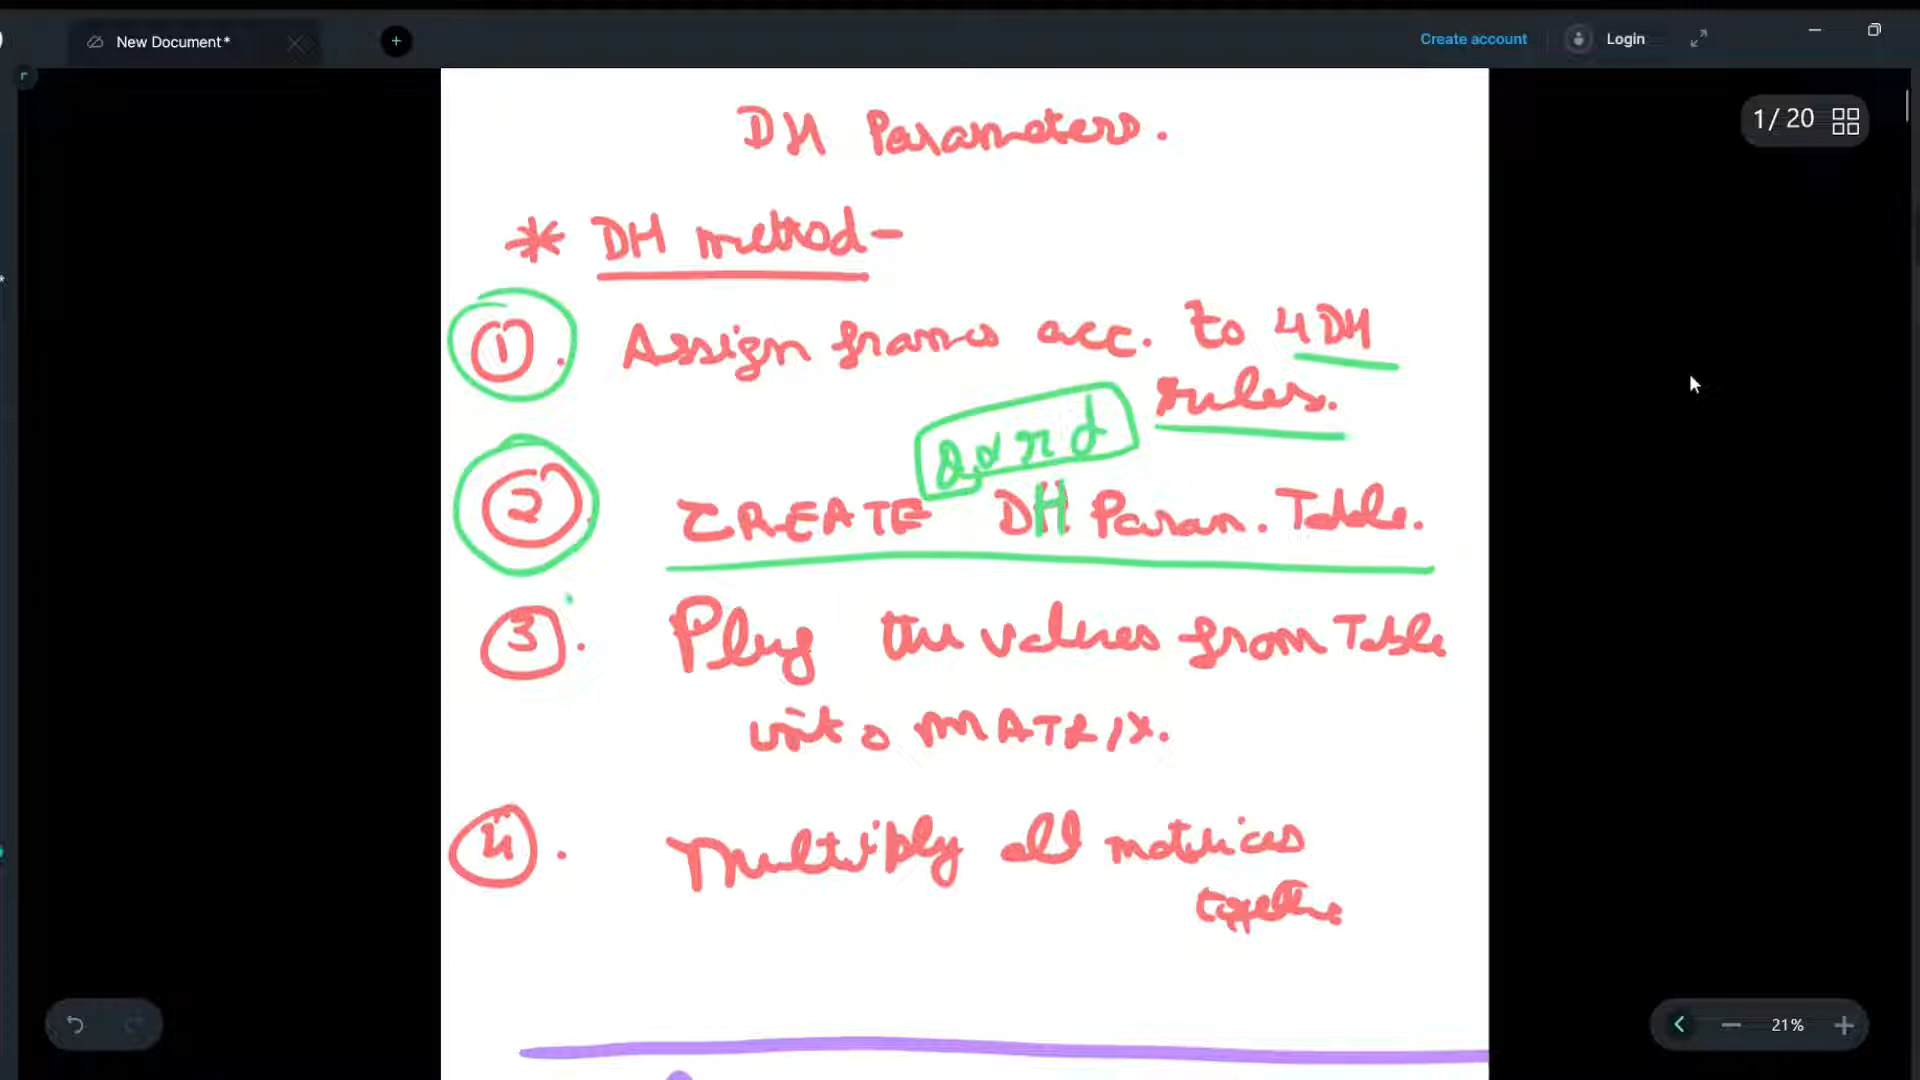 New Document*
Create account
Login
1 / 20
DH Parameters.
* DH method -
1. Assign frames acc. to 4 DH
rules.
θ, α r d
2. CREATE DH Param. Table.
3. Plug the values from Table
into MATRIX.
4. Multiply all matrices
together
21%